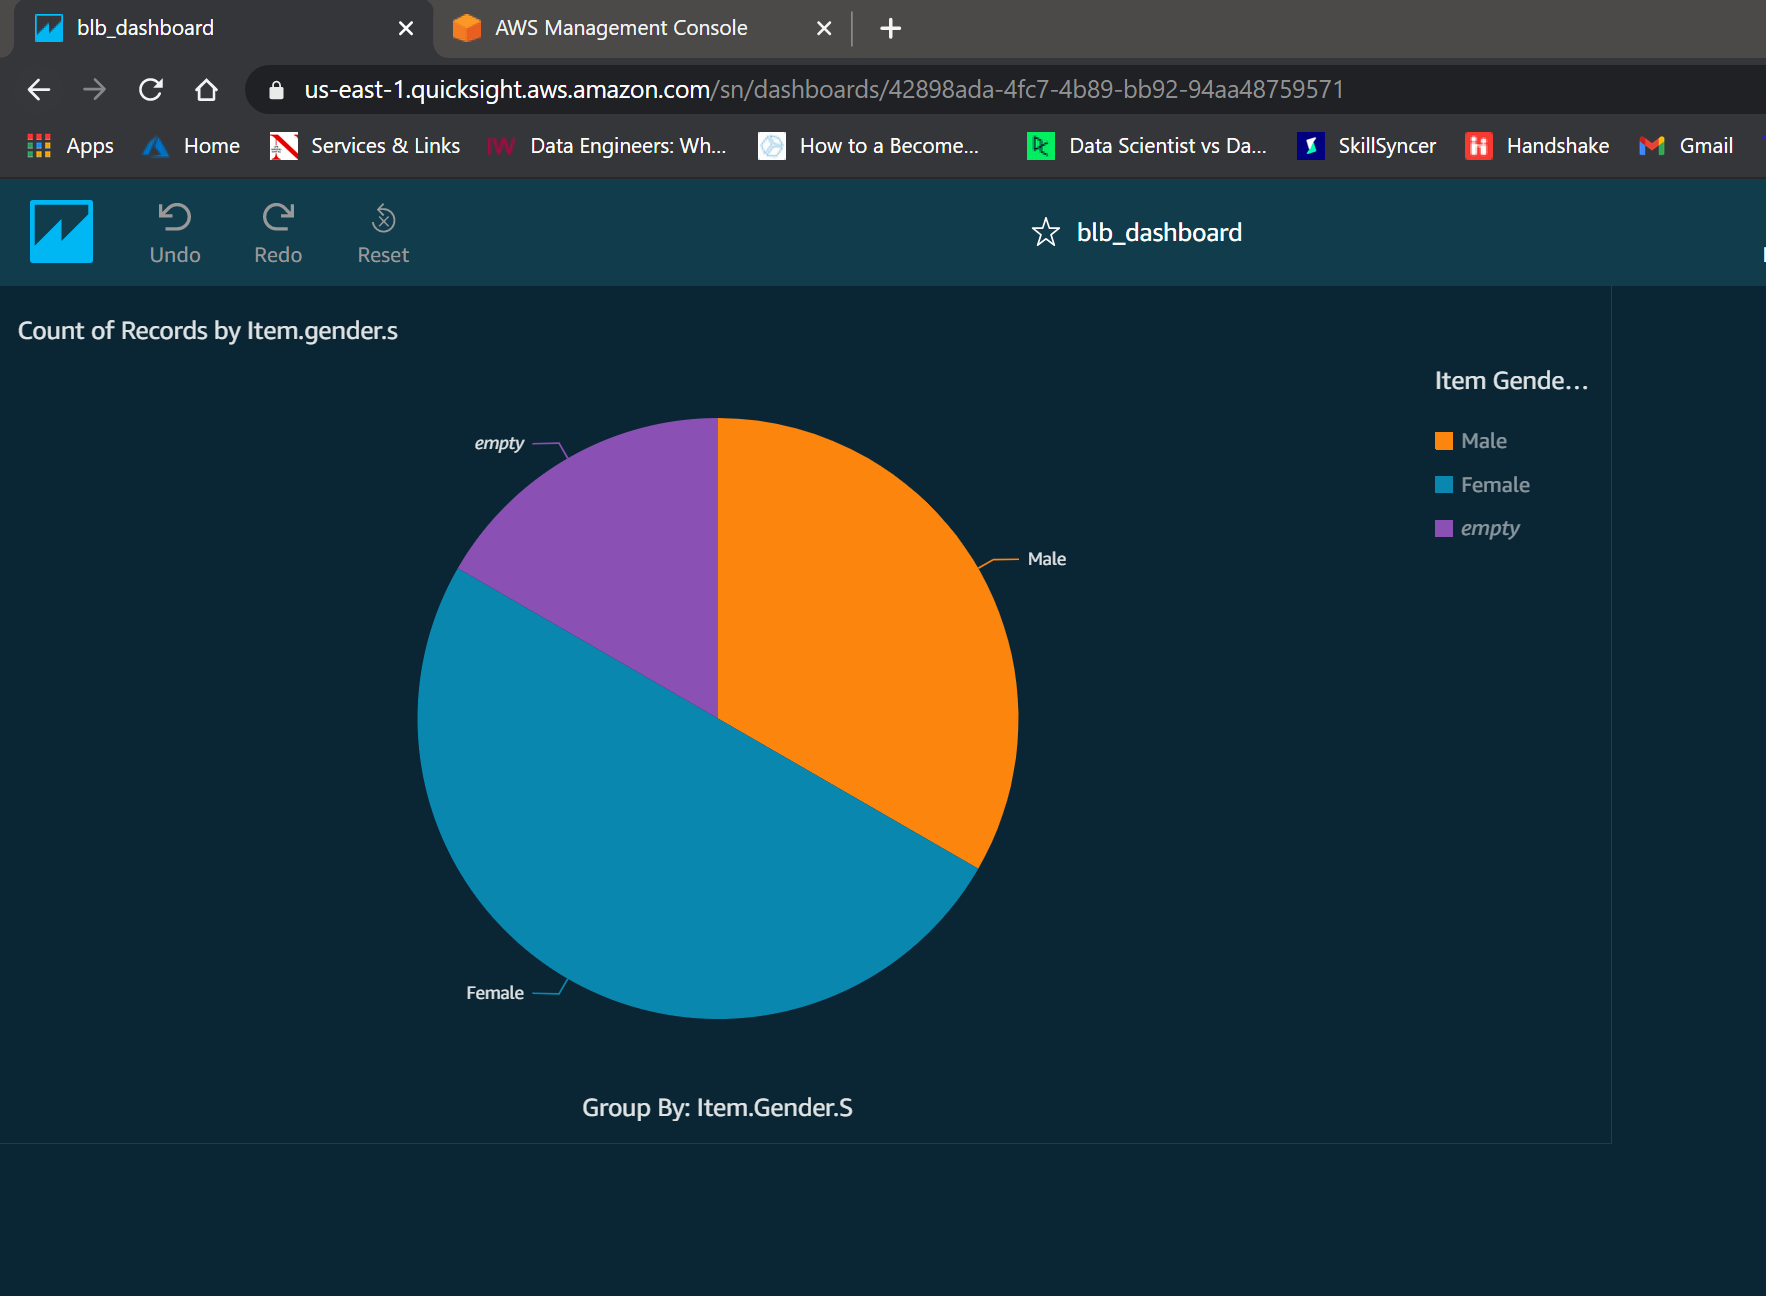 blb_dashboard
AWS Management Console
us-east-1.quicksight.aws.amazon.com/sn/dashboards/42898ada-4fc7-4b89-bb92-94aa48759571
Apps Home Services & Links IW Data Engineers: Wh... How to a Become... Data Scientist vs Da... SkillSyncer Handshake Gmail
Undo Redo Reset
blb_dashboard
Count of Records by Item.gender.s
Item Gende...
Male
Female
empty
empty
Male
Female
Group By: Item.Gender.S